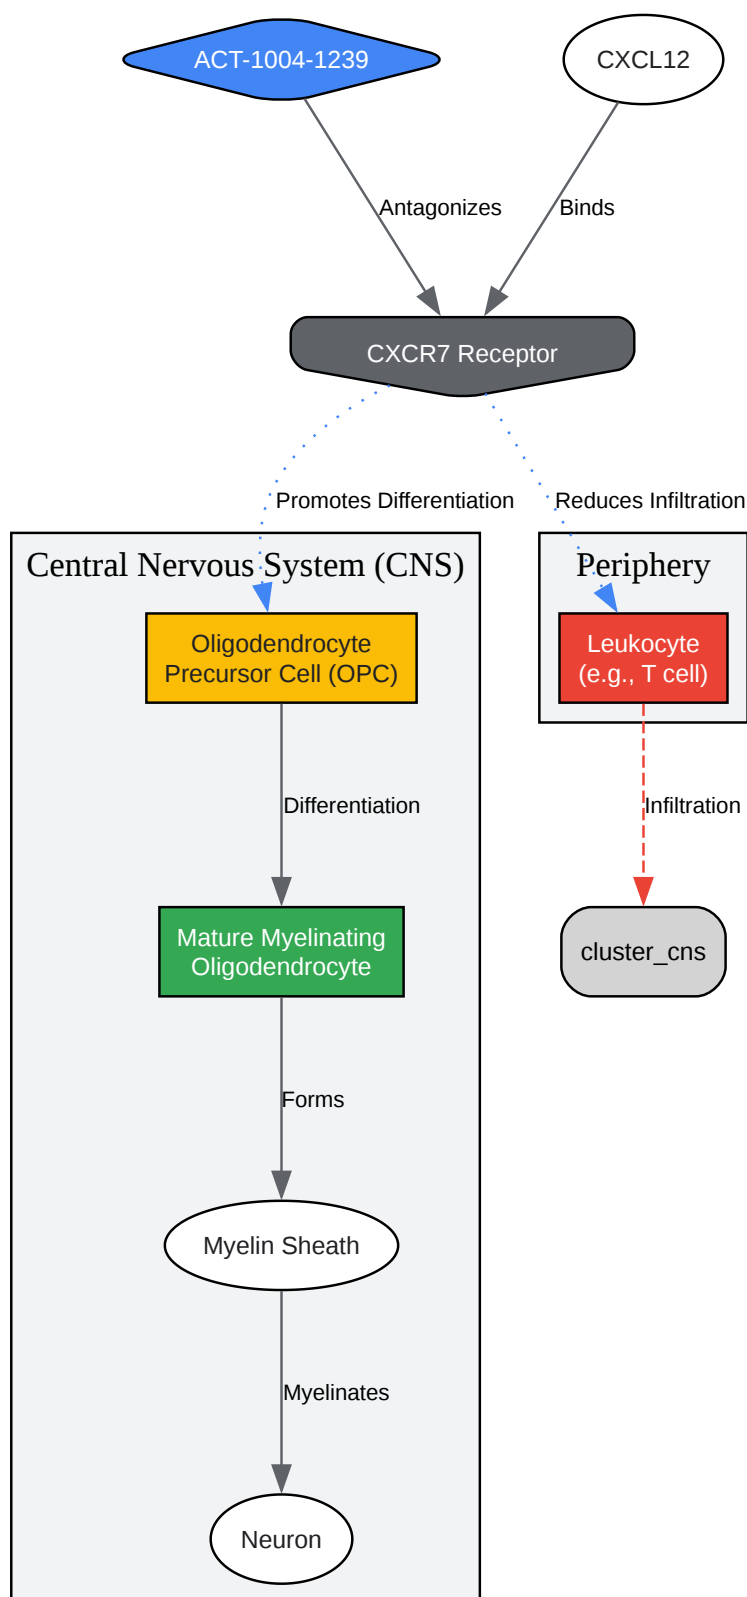 ACT-1004-1239
CXCL12
Antagonizes
Binds
CXCR7 Receptor
Promotes Differentiation
Reduces Infiltration
Central Nervous System (CNS)
Periphery
Oligodendrocyte
Precursor Cell (OPC)
Leukocyte
(e.g., T cell)
Differentiation
Infiltration
Mature Myelinating
Oligodendrocyte
cluster_cns
Forms
Myelin Sheath
Myelinates
Neuron